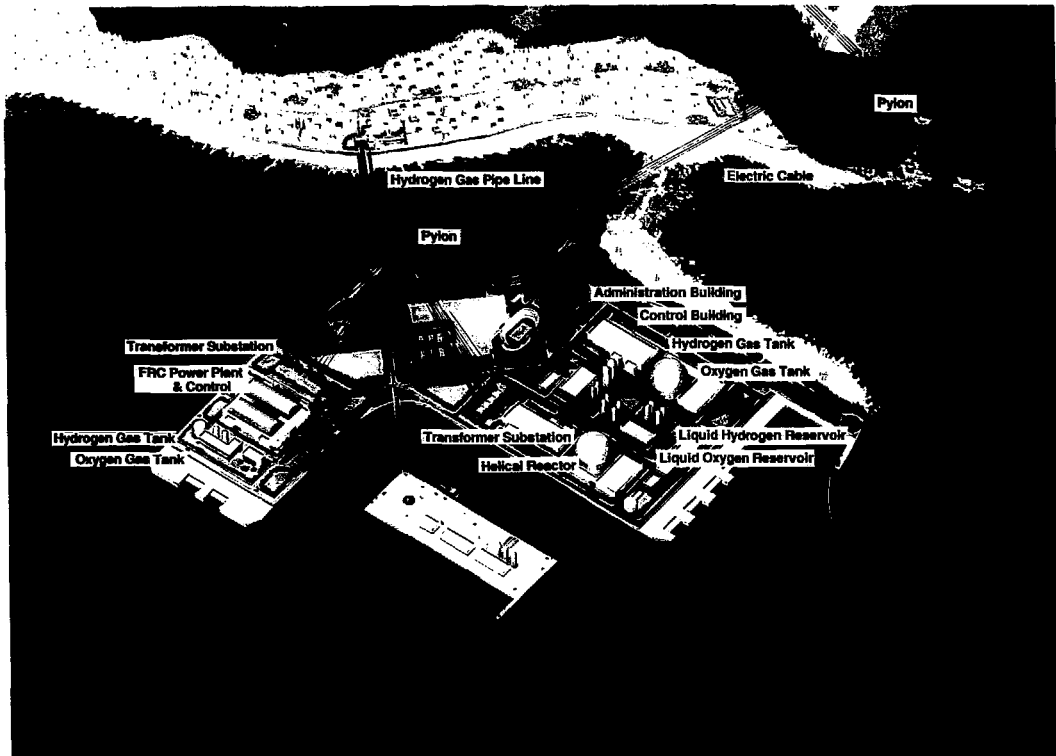 Pylon
Hydrogen Gas Pipe Line
Electric Cable
Pylon
Administration Building
Control Building
Hydrogen Gas Tank
Oxygen Gas Tank
Transformer Substation
FRC Power Plant
& Control
Hydrogen Gas Tank
Oxygen Gas Tank
Transformer Substation
Helical Reactor
Liquid Hydrogen Reservoir
Liquid Oxygen Reservoir